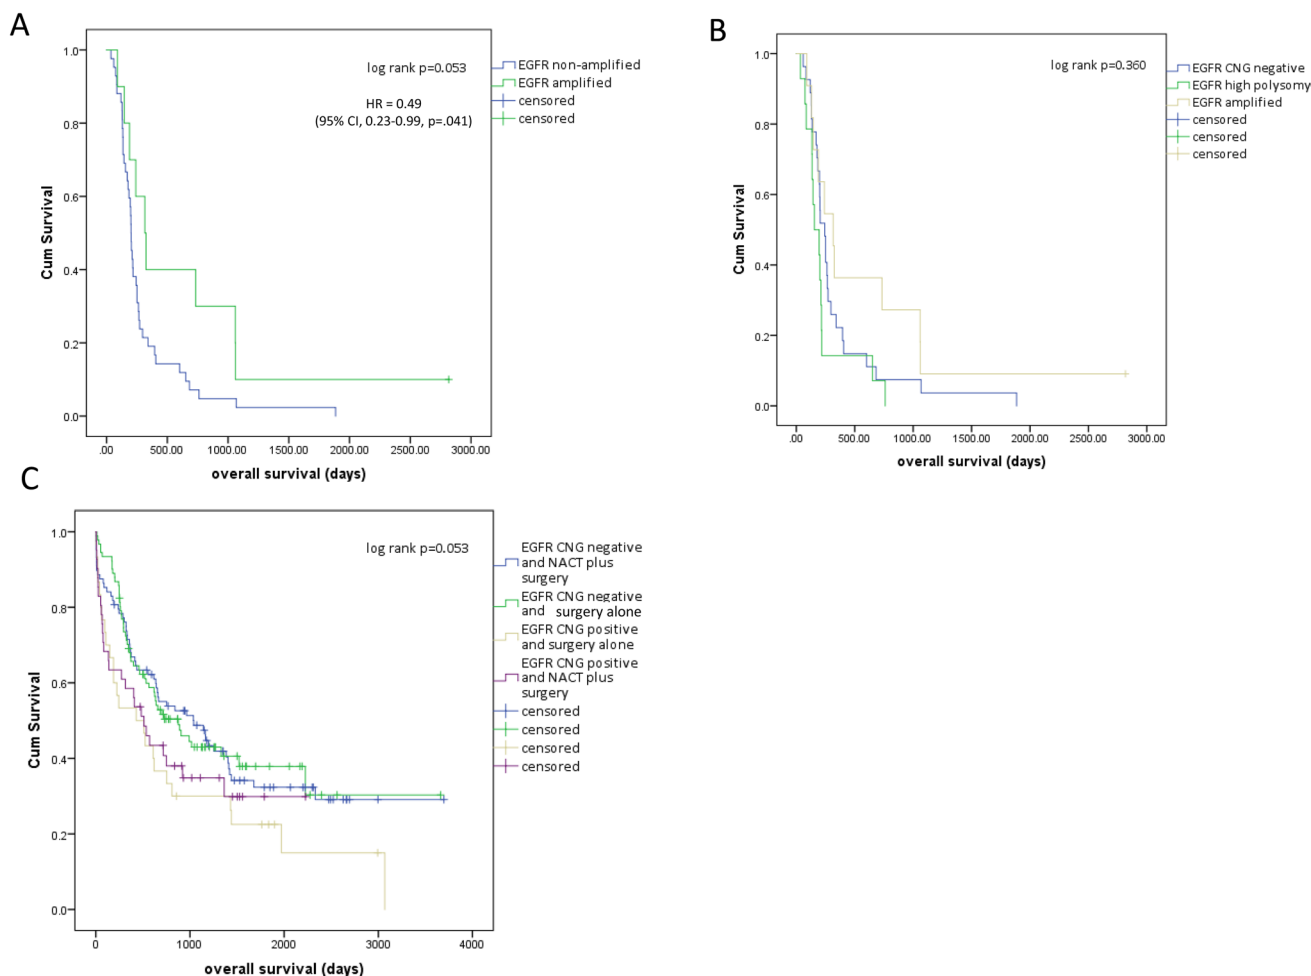 A
1.0
0.8
0.6
0.4
0.2
0.0
Cum Survival
log rank p=0.053
HR = 0.49
(95% CI, 0.23-0.99, p=.041)
EGFR non-amplified
EGFR amplified
censored
censored
.00 500.00 1000.00 1500.00 2000.00 2500.00 3000.00
overall survival (days)
B
1.0
0.8
0.6
0.4
0.2
0.0
Cum Survival
log rank p=0.360
EGFR CNG negative
EGFR high polysomy
EGFR amplified
censored
censored
censored
.00 500.00 1000.00 1500.00 2000.00 2500.00 3000.00
overall survival (days)
C
1.0
0.8
0.6
0.4
0.2
0.0
Cum Survival
log rank p=0.053
EGFR CNG negative
and NACT plus
surgery
EGFR CNG negative
and surgery alone
EGFR CNG positive
and surgery alone
EGFR CNG positive
and NACT plus
surgery
censored
censored
censored
censored
0 1000 2000 3000 4000
overall survival (days)